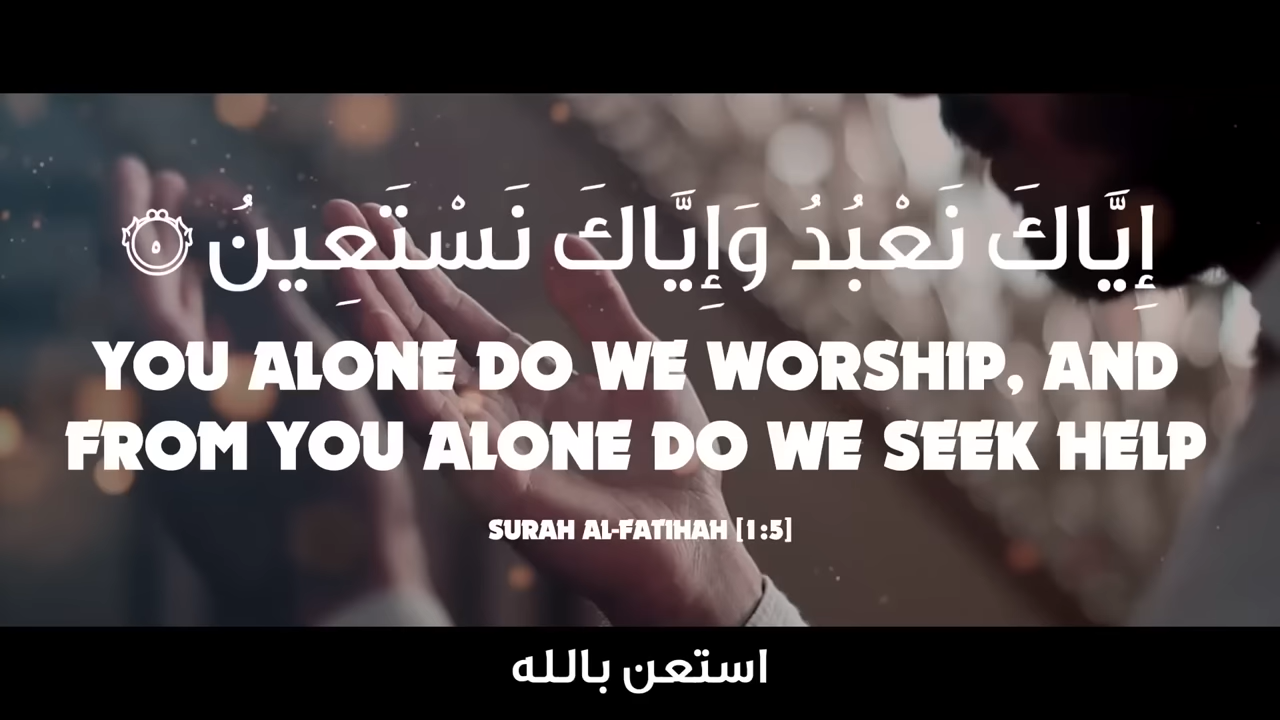 إِيَّاكَ نَعْبُدُ وَإِيَّاكَ نَسْتَعِينُ ٥
YOU ALONE DO WE WORSHIP, AND
FROM YOU ALONE DO WE SEEK HELP
SURAH AL-FATIHAH [1:5]
استعن بالله